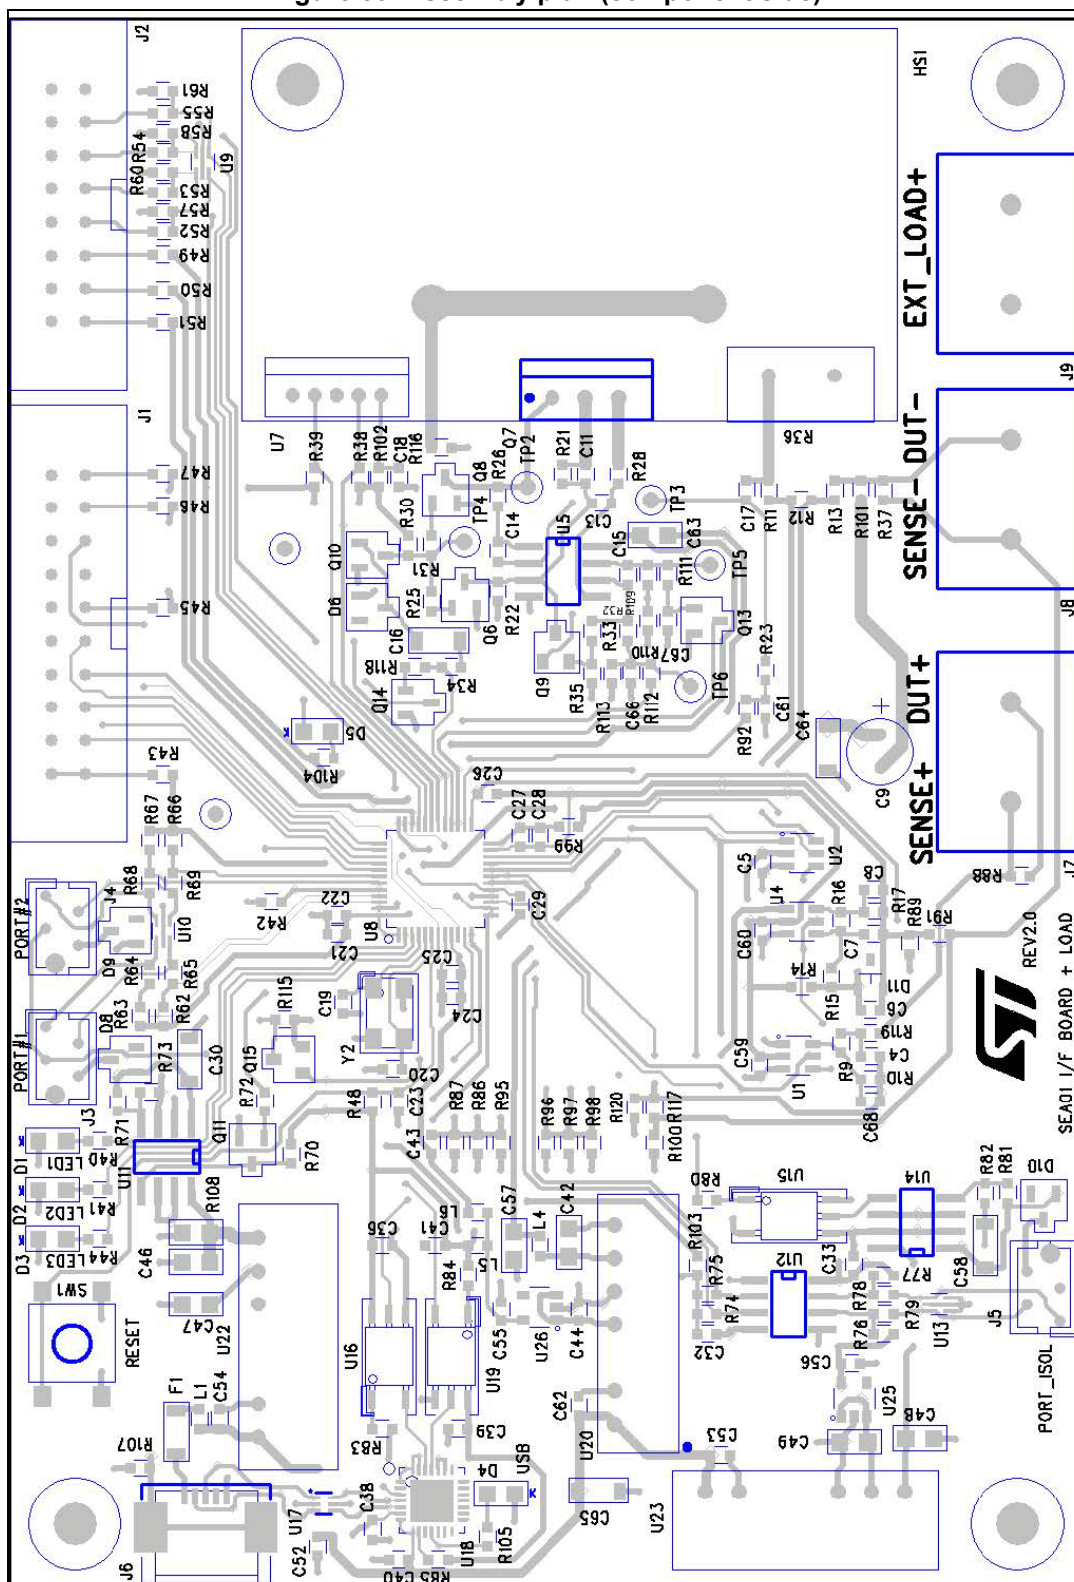 J2
R61
R55
R58
R54
R60
U9
R53
R57
R52
R49
R50
R51
HS1
EXT_LOAD+
J9
J1
U7
R39
R38
R102
C18
R116
Q8
R26
Q7
TP2
R21
C11
R28
R36
R47
R46
R45
R43
TP4
C14
U5
C13
TP3
C63
C15
C17
R11
R12
R13
R101
R37
SENSE- DUT-
J8
R30
Q10
R31
D6
R25
Q6
R22
C16
R118
R34
Q14
R111
TP5
R32
R109
R33
Q13
C67
R110
Q9
R35
R113
C66
R112
TP6
R23
R92
C61
C64
C9
SENSE+ DUT+
J7
D5
R104
C26
C27
C28
R99
R67
R66
R68
R69
J4
PORT#2
D9
U10
R64
R65
R42
C22
C21
U8
C29
C25
C24
C5
U2
U4
R16
C8
R17
R89
R91
R88
C60
C7
R14
R15
D11
C6
R119
C4
R10
R9
C59
U1
C68
REV2.0
ST
SEA01 I/F BOARD + LOAD
PORT#1
R63
R62
D8
R73
C30
R115
C19
Y2
Q15
C20
R72
R48
C23
R87
R86
R95
C43
R96
R97
R98
R120
R117
R100
J3
R71
Q11
R70
D1
LED1
R40
D2
LED2
R41
D3
LED3
R44
U11
R108
C46
C47
U22
SW1
RESET
C36
C41
L6
L5
R84
C57
L4
C42
R80
U15
U14
R82
R81
D10
R103
R75
R74
C32
U12
C33
R77
R78
R79
R76
C58
U13
J5
PORT_ISOL
U16
U19
C55
U26
C44
C56
U25
C48
C49
F1
L1
C54
R107
R83
C39
C62
U20
C53
D4
USB
J6
U17
C38
C52
U18
R105
C40
R85
C65
U23